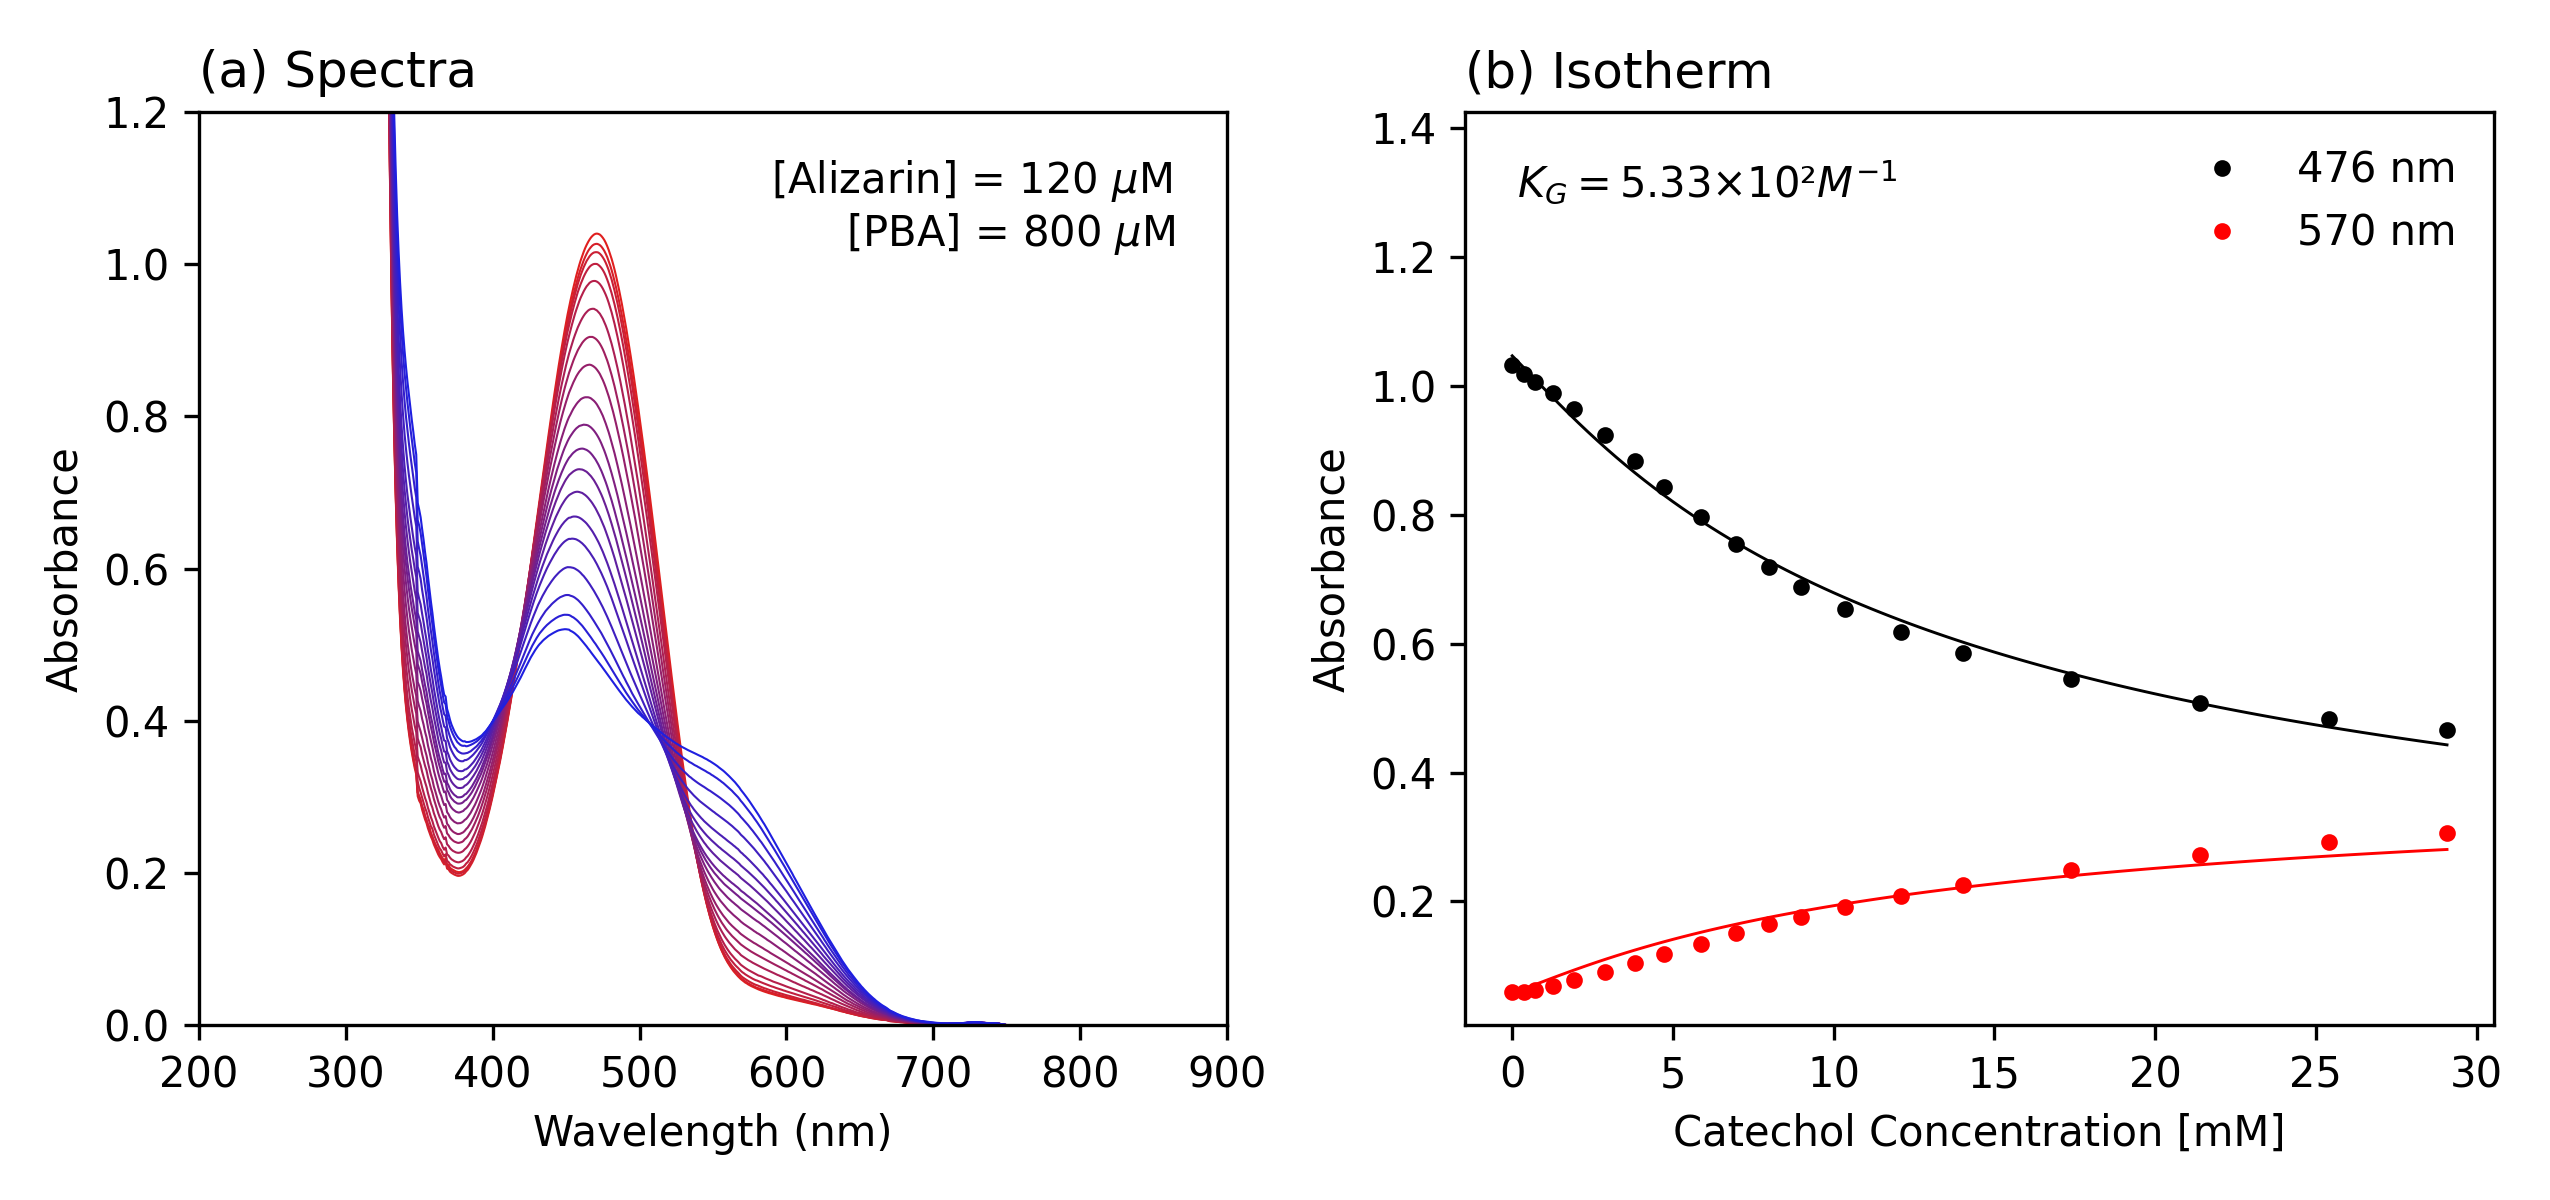 (a) Spectra
1.2
1.0
0.8
0.6
0.4
0.2
0.0
Absorbance
[Alizarin] = 120 μM
[PBA] = 800 μM
200 300 400 500 600 700 800 900
Wavelength (nm)
(b) Isotherm
1.4
1.2
1.0
0.8
0.6
0.4
0.2
Absorbance
K_G = 5.33×10²M⁻¹
476 nm
570 nm
0 5 10 15 20 25 30
Catechol Concentration [mM]